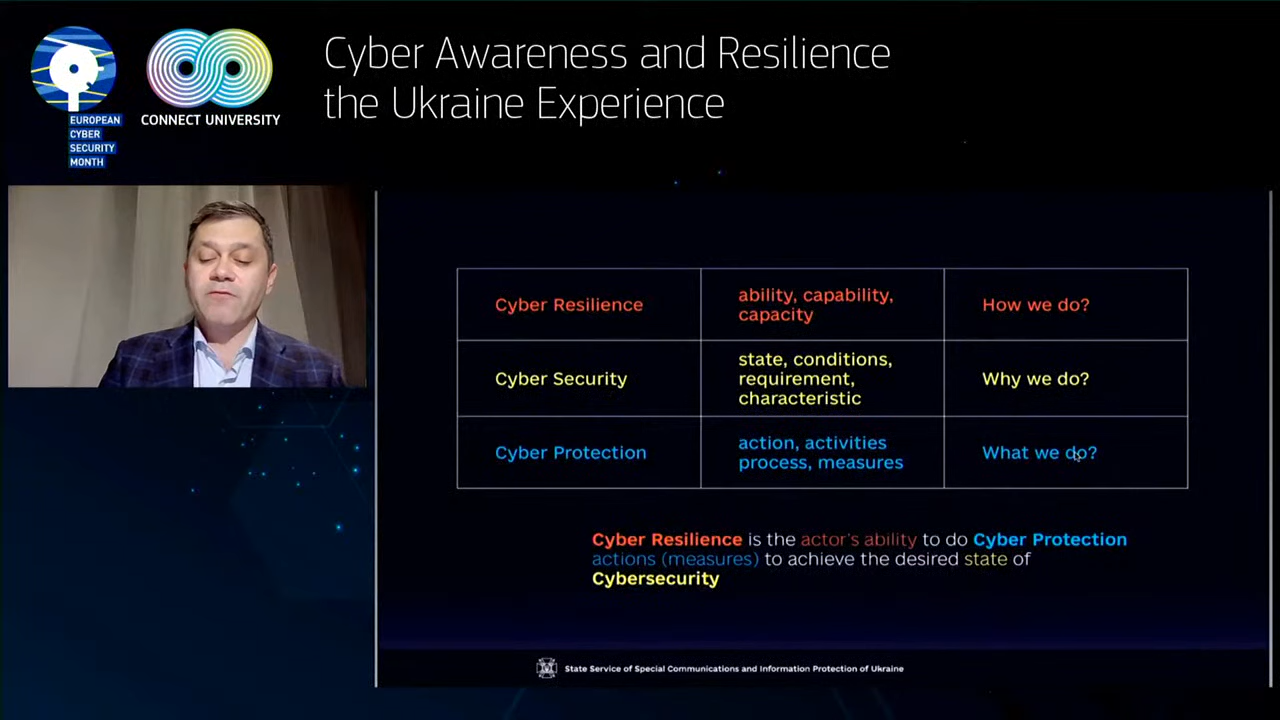 Cyber Awareness and Resilience
the Ukraine Experience
EUROPEAN
CYBER
SECURITY
MONTH
CONNECT UNIVERSITY
Cyber Resilience
ability, capability,
capacity
How we do?
Cyber Security
state, conditions,
requirement,
characteristic
Why we do?
Cyber Protection
action, activities
process, measures
What we do?
Cyber Resilience is the actor's ability to do Cyber Protection
actions (measures) to achieve the desired state of
Cybersecurity
State Service of Special Communications and Information Protection of Ukraine